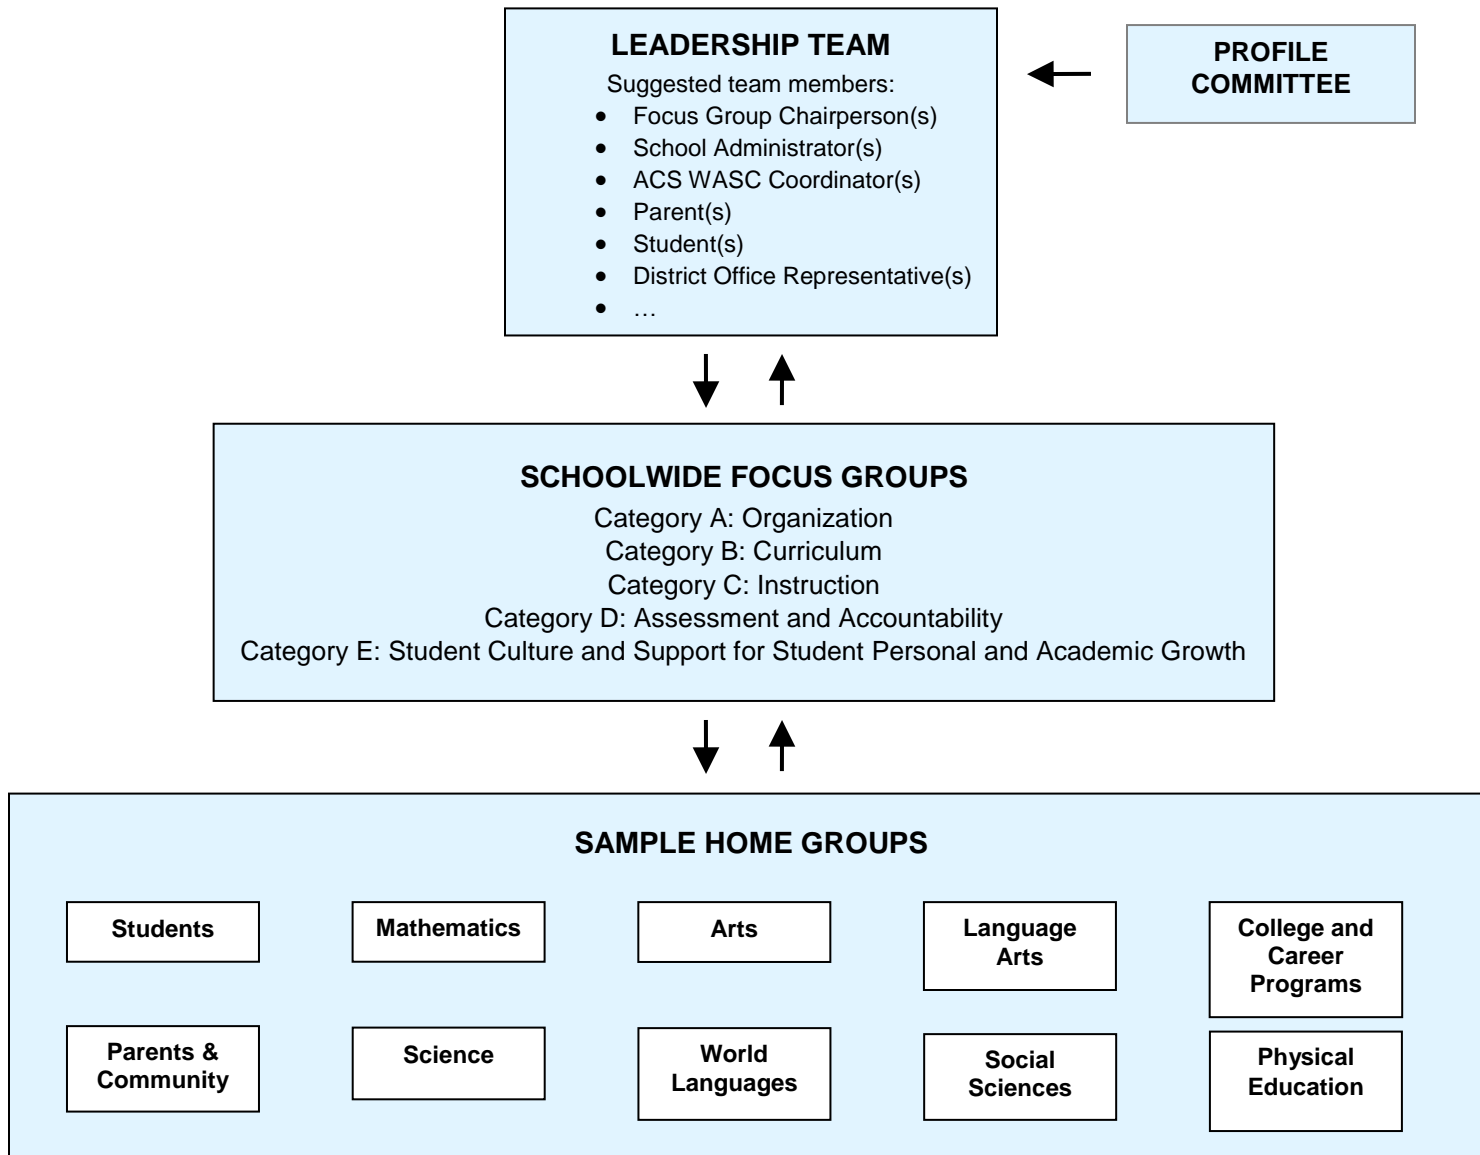 LEADERSHIP TEAM
Suggested team members:
• Focus Group Chairperson(s)
• School Administrator(s)
• ACS WASC Coordinator(s)
• Parent(s)
• Student(s)
• District Office Representative(s)
• …
PROFILE
COMMITTEE
SCHOOLWIDE FOCUS GROUPS
Category A: Organization
Category B: Curriculum
Category C: Instruction
Category D: Assessment and Accountability
Category E: Student Culture and Support for Student Personal and Academic Growth
SAMPLE HOME GROUPS
Students
Mathematics
Arts
Language
Arts
College and
Career
Programs
Parents &
Community
Science
World
Languages
Social
Sciences
Physical
Education